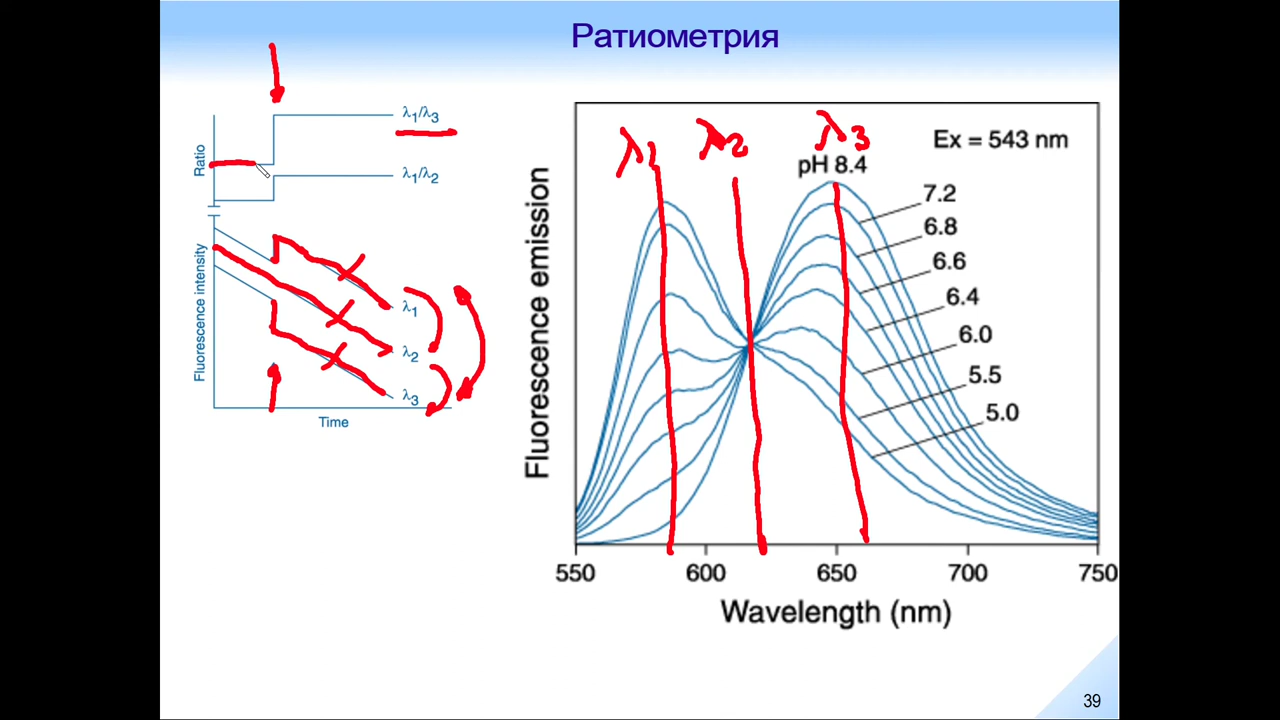 Ратиометрия
λ1/λ3
λ1/λ2
Ratio
Fluorescence intensity
λ1
λ2
λ3
Time
λ1 λ2 λ3
Ex = 543 nm
pH 8.4
7.2
6.8
6.6
6.4
6.0
5.5
5.0
Fluorescence emission
550 600 650 700 750
Wavelength (nm)
39